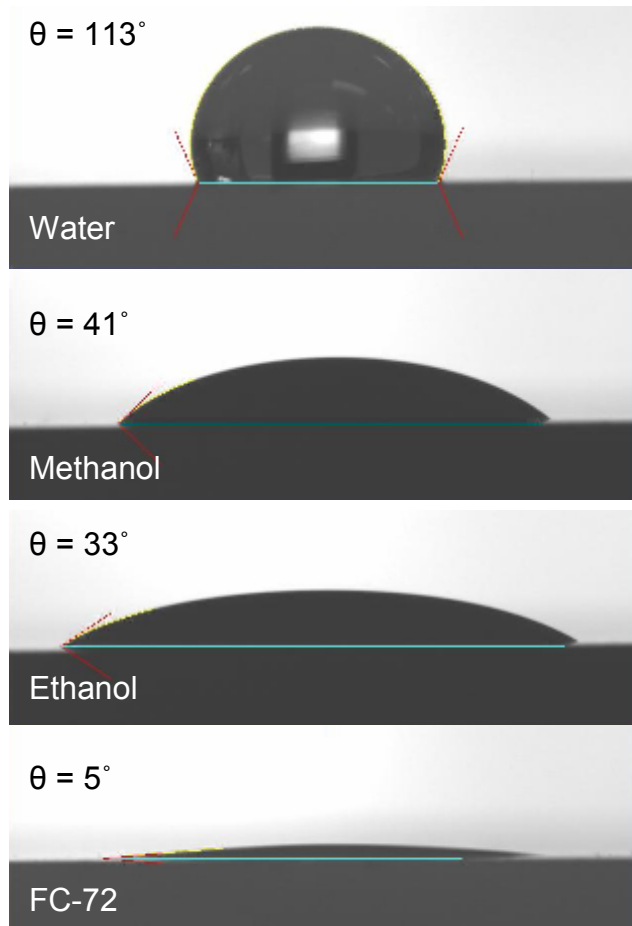 θ = 113°
Water
θ = 41°
Methanol
θ = 33°
Ethanol
θ = 5°
FC-72